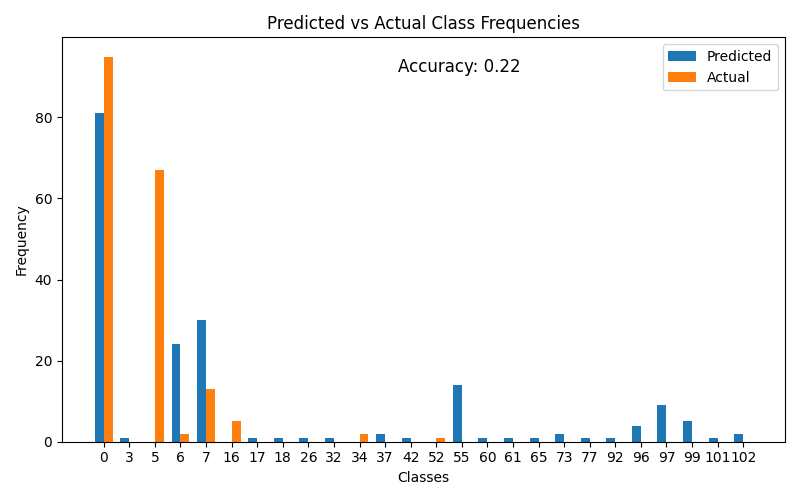 Predicted vs Actual Class Frequencies
Accuracy: 0.22
Predicted
Actual
Frequency
80
60
40
20
0
0 3 5 6 7 16 17 18 26 32 34 37 42 52 55 60 61 65 73 77 92 96 97 99 101 102
Classes